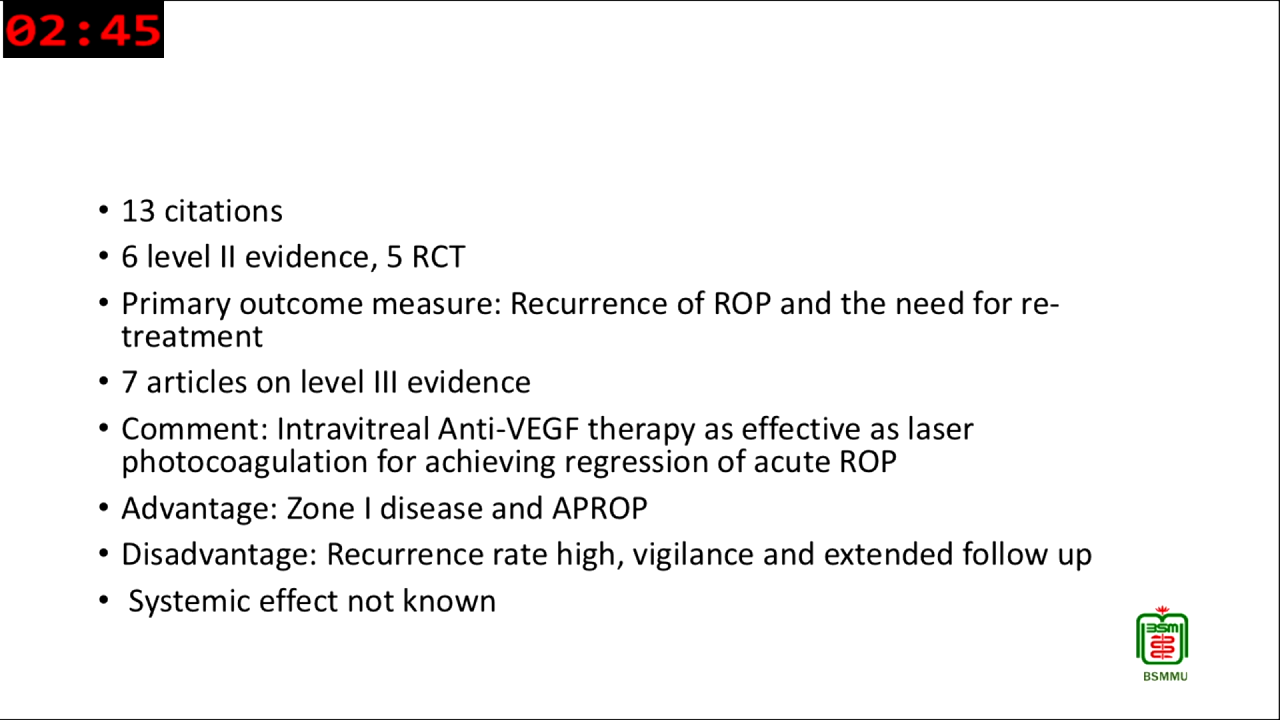 02:45
• 13 citations
• 6 level II evidence, 5 RCT
• Primary outcome measure: Recurrence of ROP and the need for re-
treatment
• 7 articles on level III evidence
• Comment: Intravitreal Anti-VEGF therapy as effective as laser
photocoagulation for achieving regression of acute ROP
• Advantage: Zone I disease and APROP
• Disadvantage: Recurrence rate high, vigilance and extended follow up
• Systemic effect not known
BSM
BSMMU